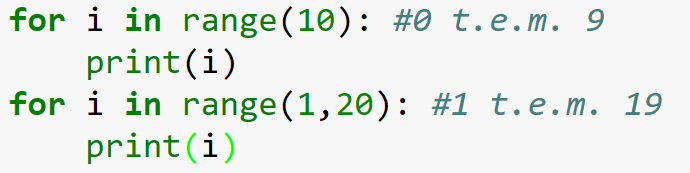 for i in range(10): #0 t.e.m. 9
    print(i)
for i in range(1,20): #1 t.e.m. 19
    print(i)